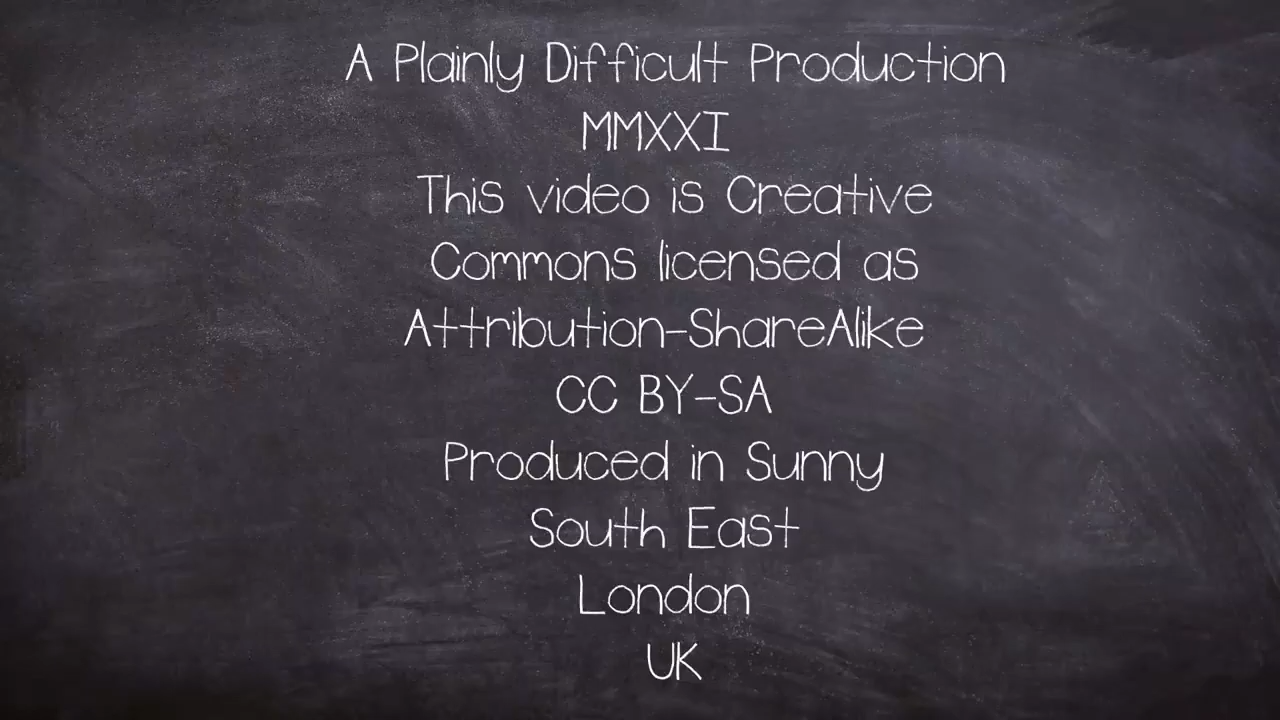 A Plainly Difficult Production
MMXXI
This video is Creative
Commons licensed as
Attribution-ShareAlike
CC BY-SA
Produced in Sunny
South East
London
UK